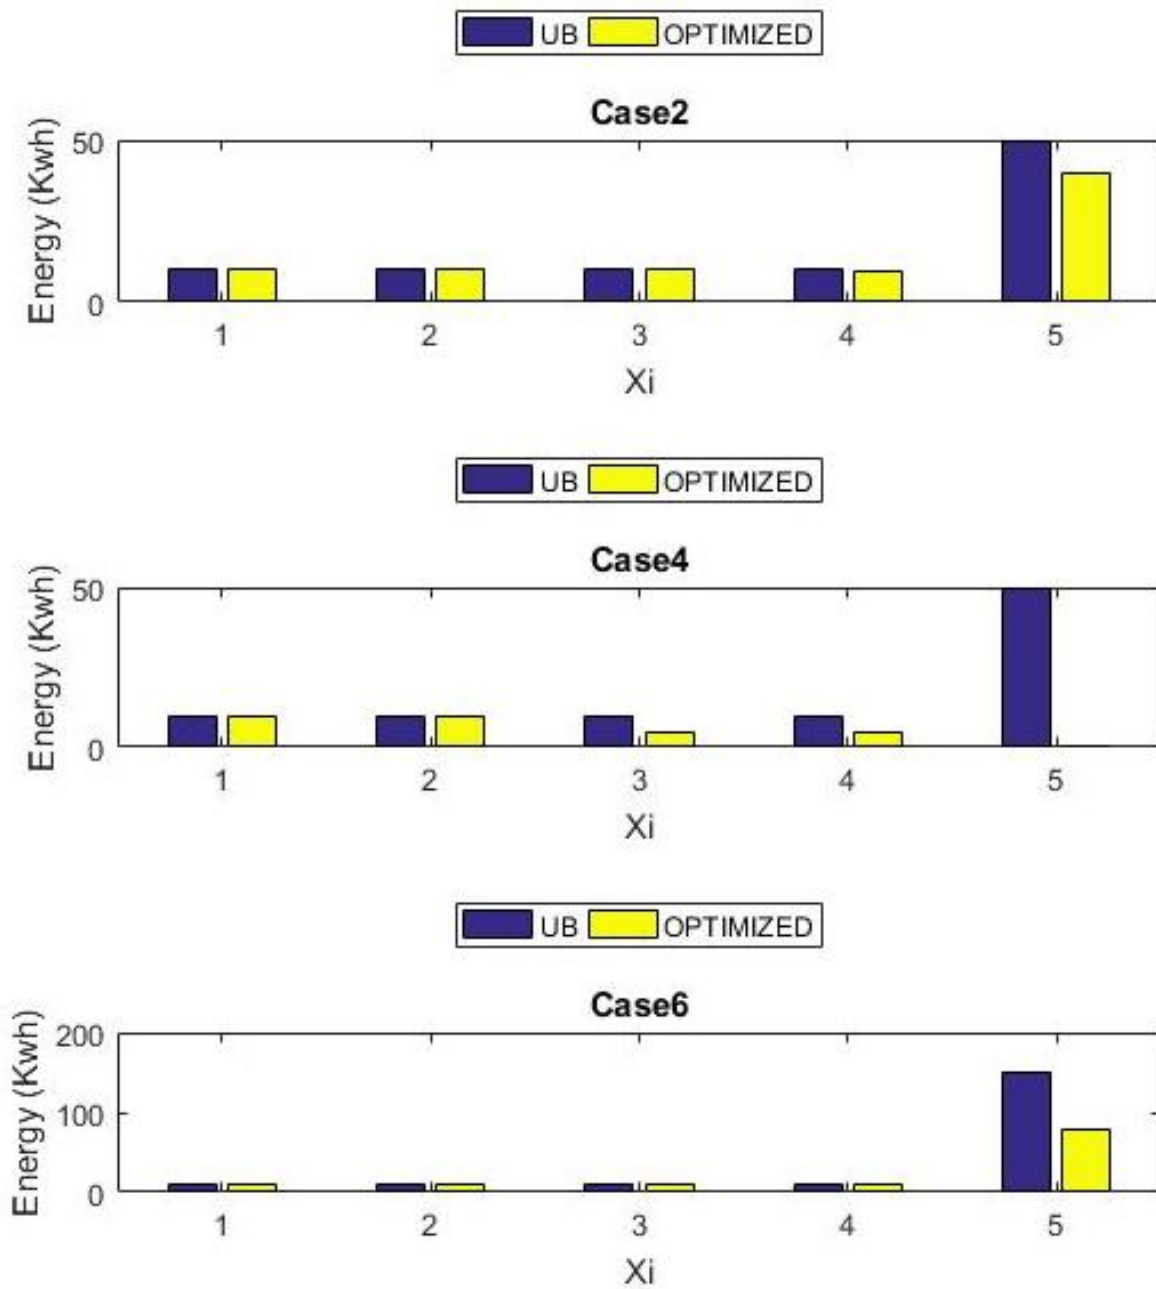 UB OPTIMIZED
Case2
Energy (Kwh)
50
0
1 2 3 4 5
Xi
UB OPTIMIZED
Case4
Energy (Kwh)
50
0
1 2 3 4 5
Xi
UB OPTIMIZED
Case6
Energy (Kwh)
200
100
0
1 2 3 4 5
Xi